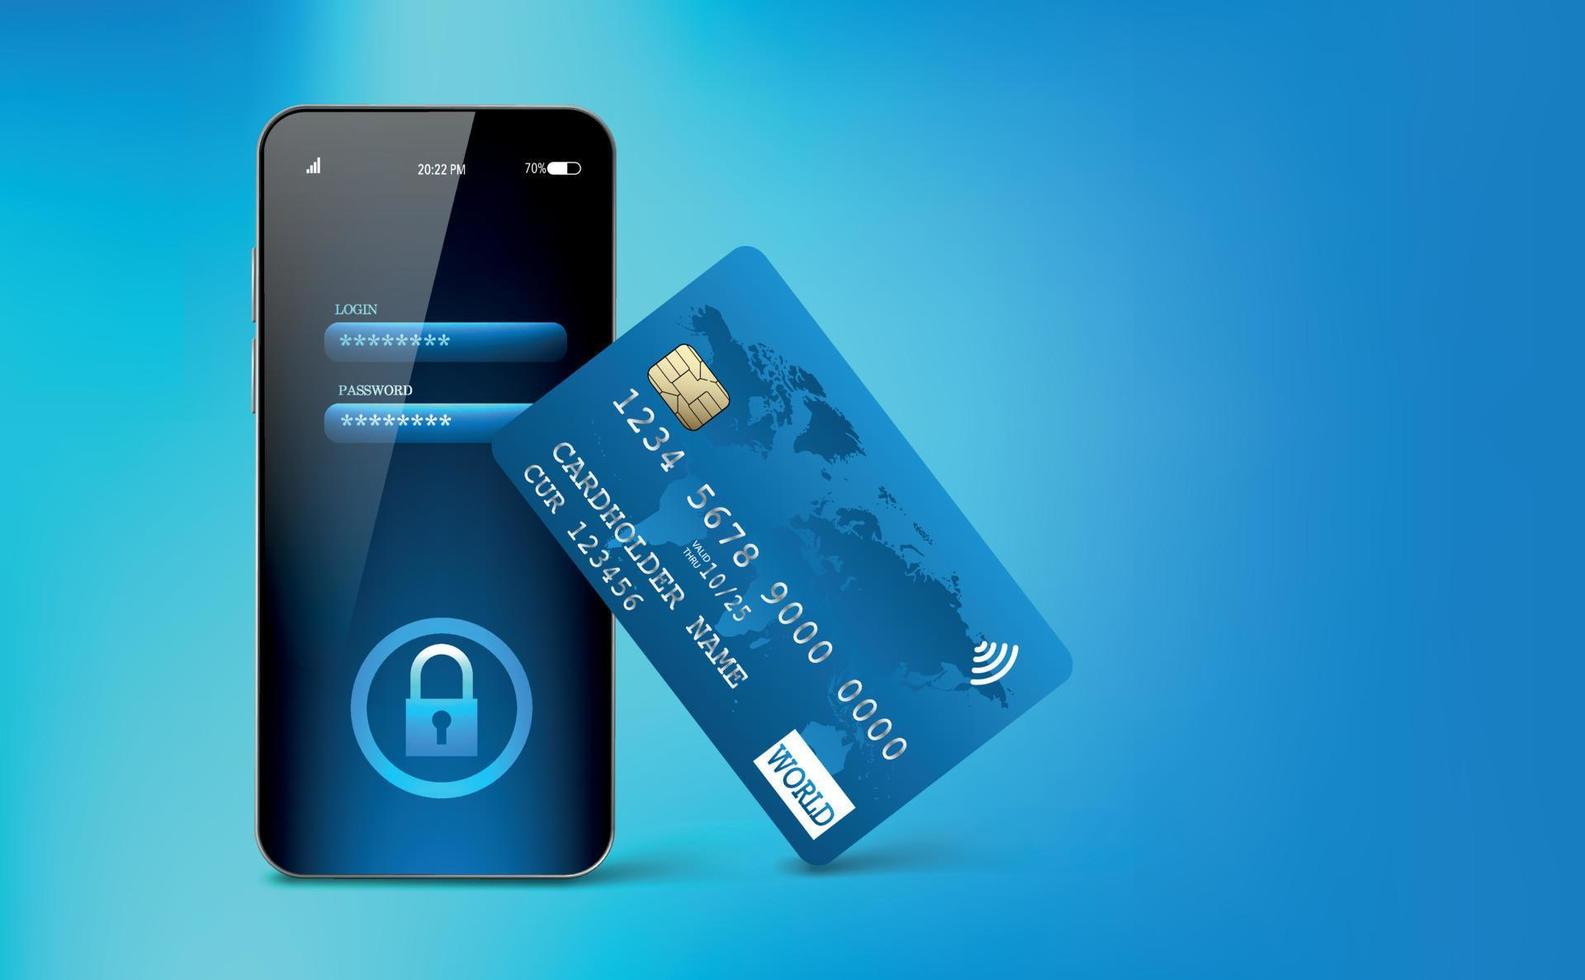 20:22 PM
70%
LOGIN
********
PASSWORD
********
1234 5678 9000 0000
VALID
THRU 10/25
CARDHOLDER NAME
CUR 123456
WORLD